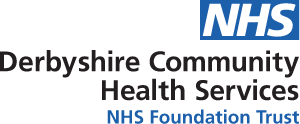 NHS
Derbyshire Community
Health Services
NHS Foundation Trust